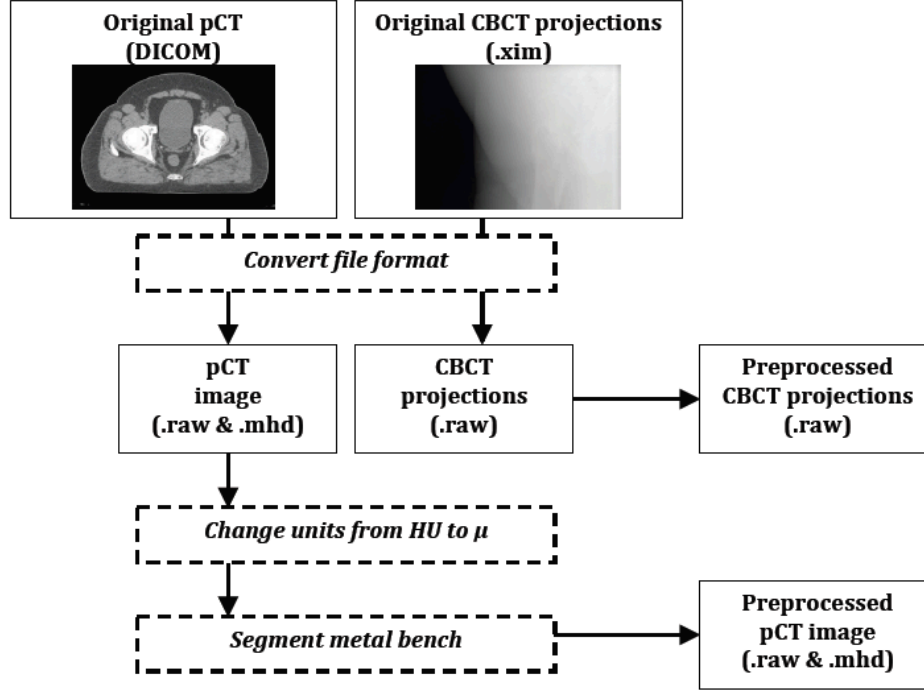 Original pCT
(DICOM)
Original CBCT projections
(.xim)
Convert file format
pCT
image
(.raw & .mhd)
CBCT
projections
(.raw)
Preprocessed
CBCT projections
(.raw)
Change units from HU to μ
Segment metal bench
Preprocessed
pCT image
(.raw & .mhd)